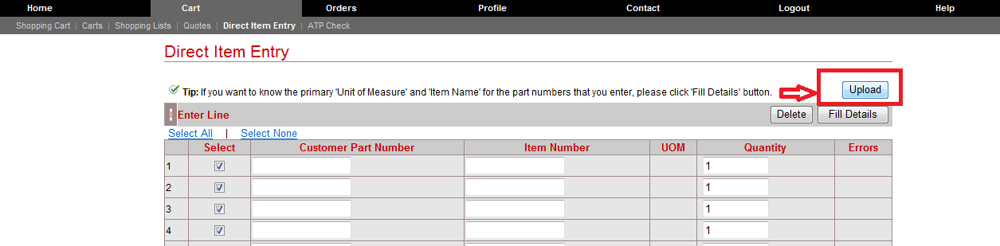 Home Cart Orders Profile Contact Logout Help
Shopping Cart | Carts | Shopping Lists | Quotes | Direct Item Entry | ATP Check
Direct Item Entry
Tip: If you want to know the primary 'Unit of Measure' and 'Item Name' for the part numbers that you enter, please click 'Fill Details' button.
Upload
Enter Line
Delete Fill Details
Select All | Select None
Select Customer Part Number Item Number UOM Quantity Errors
1 1
2 1
3 1
4 1